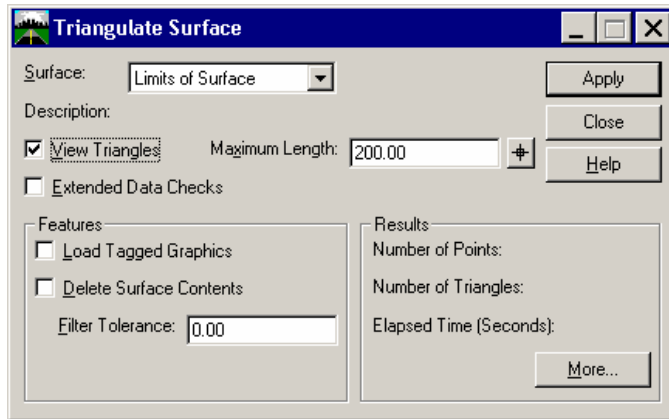 Triangulate Surface
Surface: Limits of Surface Apply
Description: Close
View Triangles Maximum Length: 200.00 Help
Extended Data Checks
Features Results
Load Tagged Graphics Number of Points:
Delete Surface Contents Number of Triangles:
Filter Tolerance: 0.00 Elapsed Time (Seconds):
More...